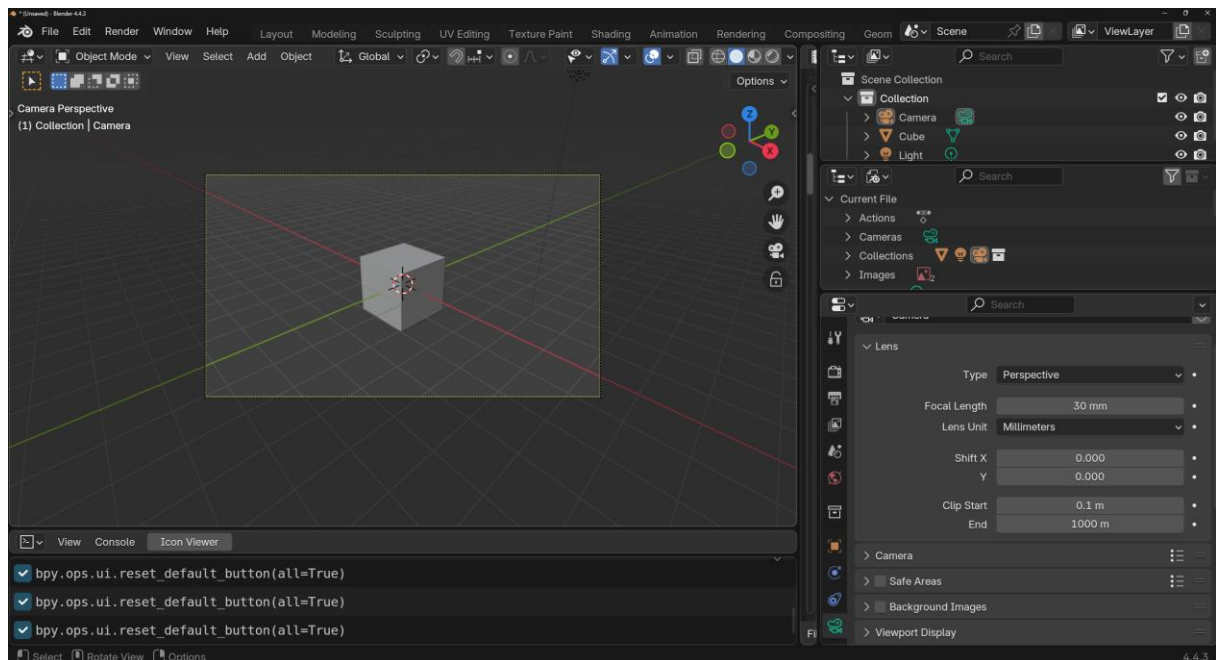 * (Unsaved) - Blender 4.4.3
File Edit Render Window Help Layout Modeling Sculpting UV Editing Texture Paint Shading Animation Rendering Compositing Geom Scene ViewLayer
Object Mode View Select Add Object Global
Options
Camera Perspective
(1) Collection | Camera
Z
Y
X
View Console Icon Viewer
bpy.ops.ui.reset_default_button(all=True)
bpy.ops.ui.reset_default_button(all=True)
bpy.ops.ui.reset_default_button(all=True)
Select Rotate View Options
Search
Scene Collection
Collection
Camera
Cube
Light
Search
Current File
Actions
Cameras
Collections
Images 2
Search
Camera
Lens
Type Perspective
Focal Length 30 mm
Lens Unit Millimeters
Shift X 0.000
Y 0.000
Clip Start 0.1 m
End 1000 m
Camera
Safe Areas
Background Images
Fi
Viewport Display
4.4.3